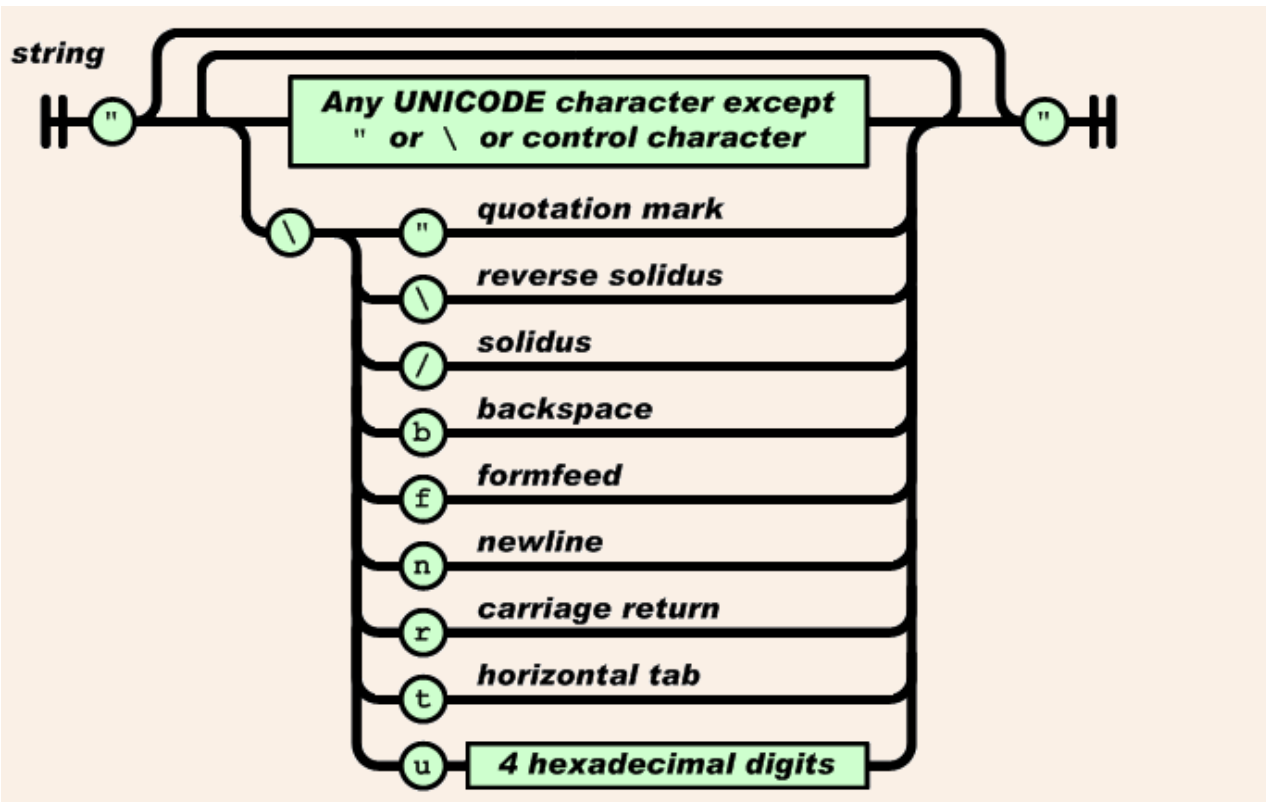 string
"
Any UNICODE character except
" or \ or control character
"
\
" quotation mark
\ reverse solidus
/ solidus
b backspace
f formfeed
n newline
r carriage return
t horizontal tab
u 4 hexadecimal digits